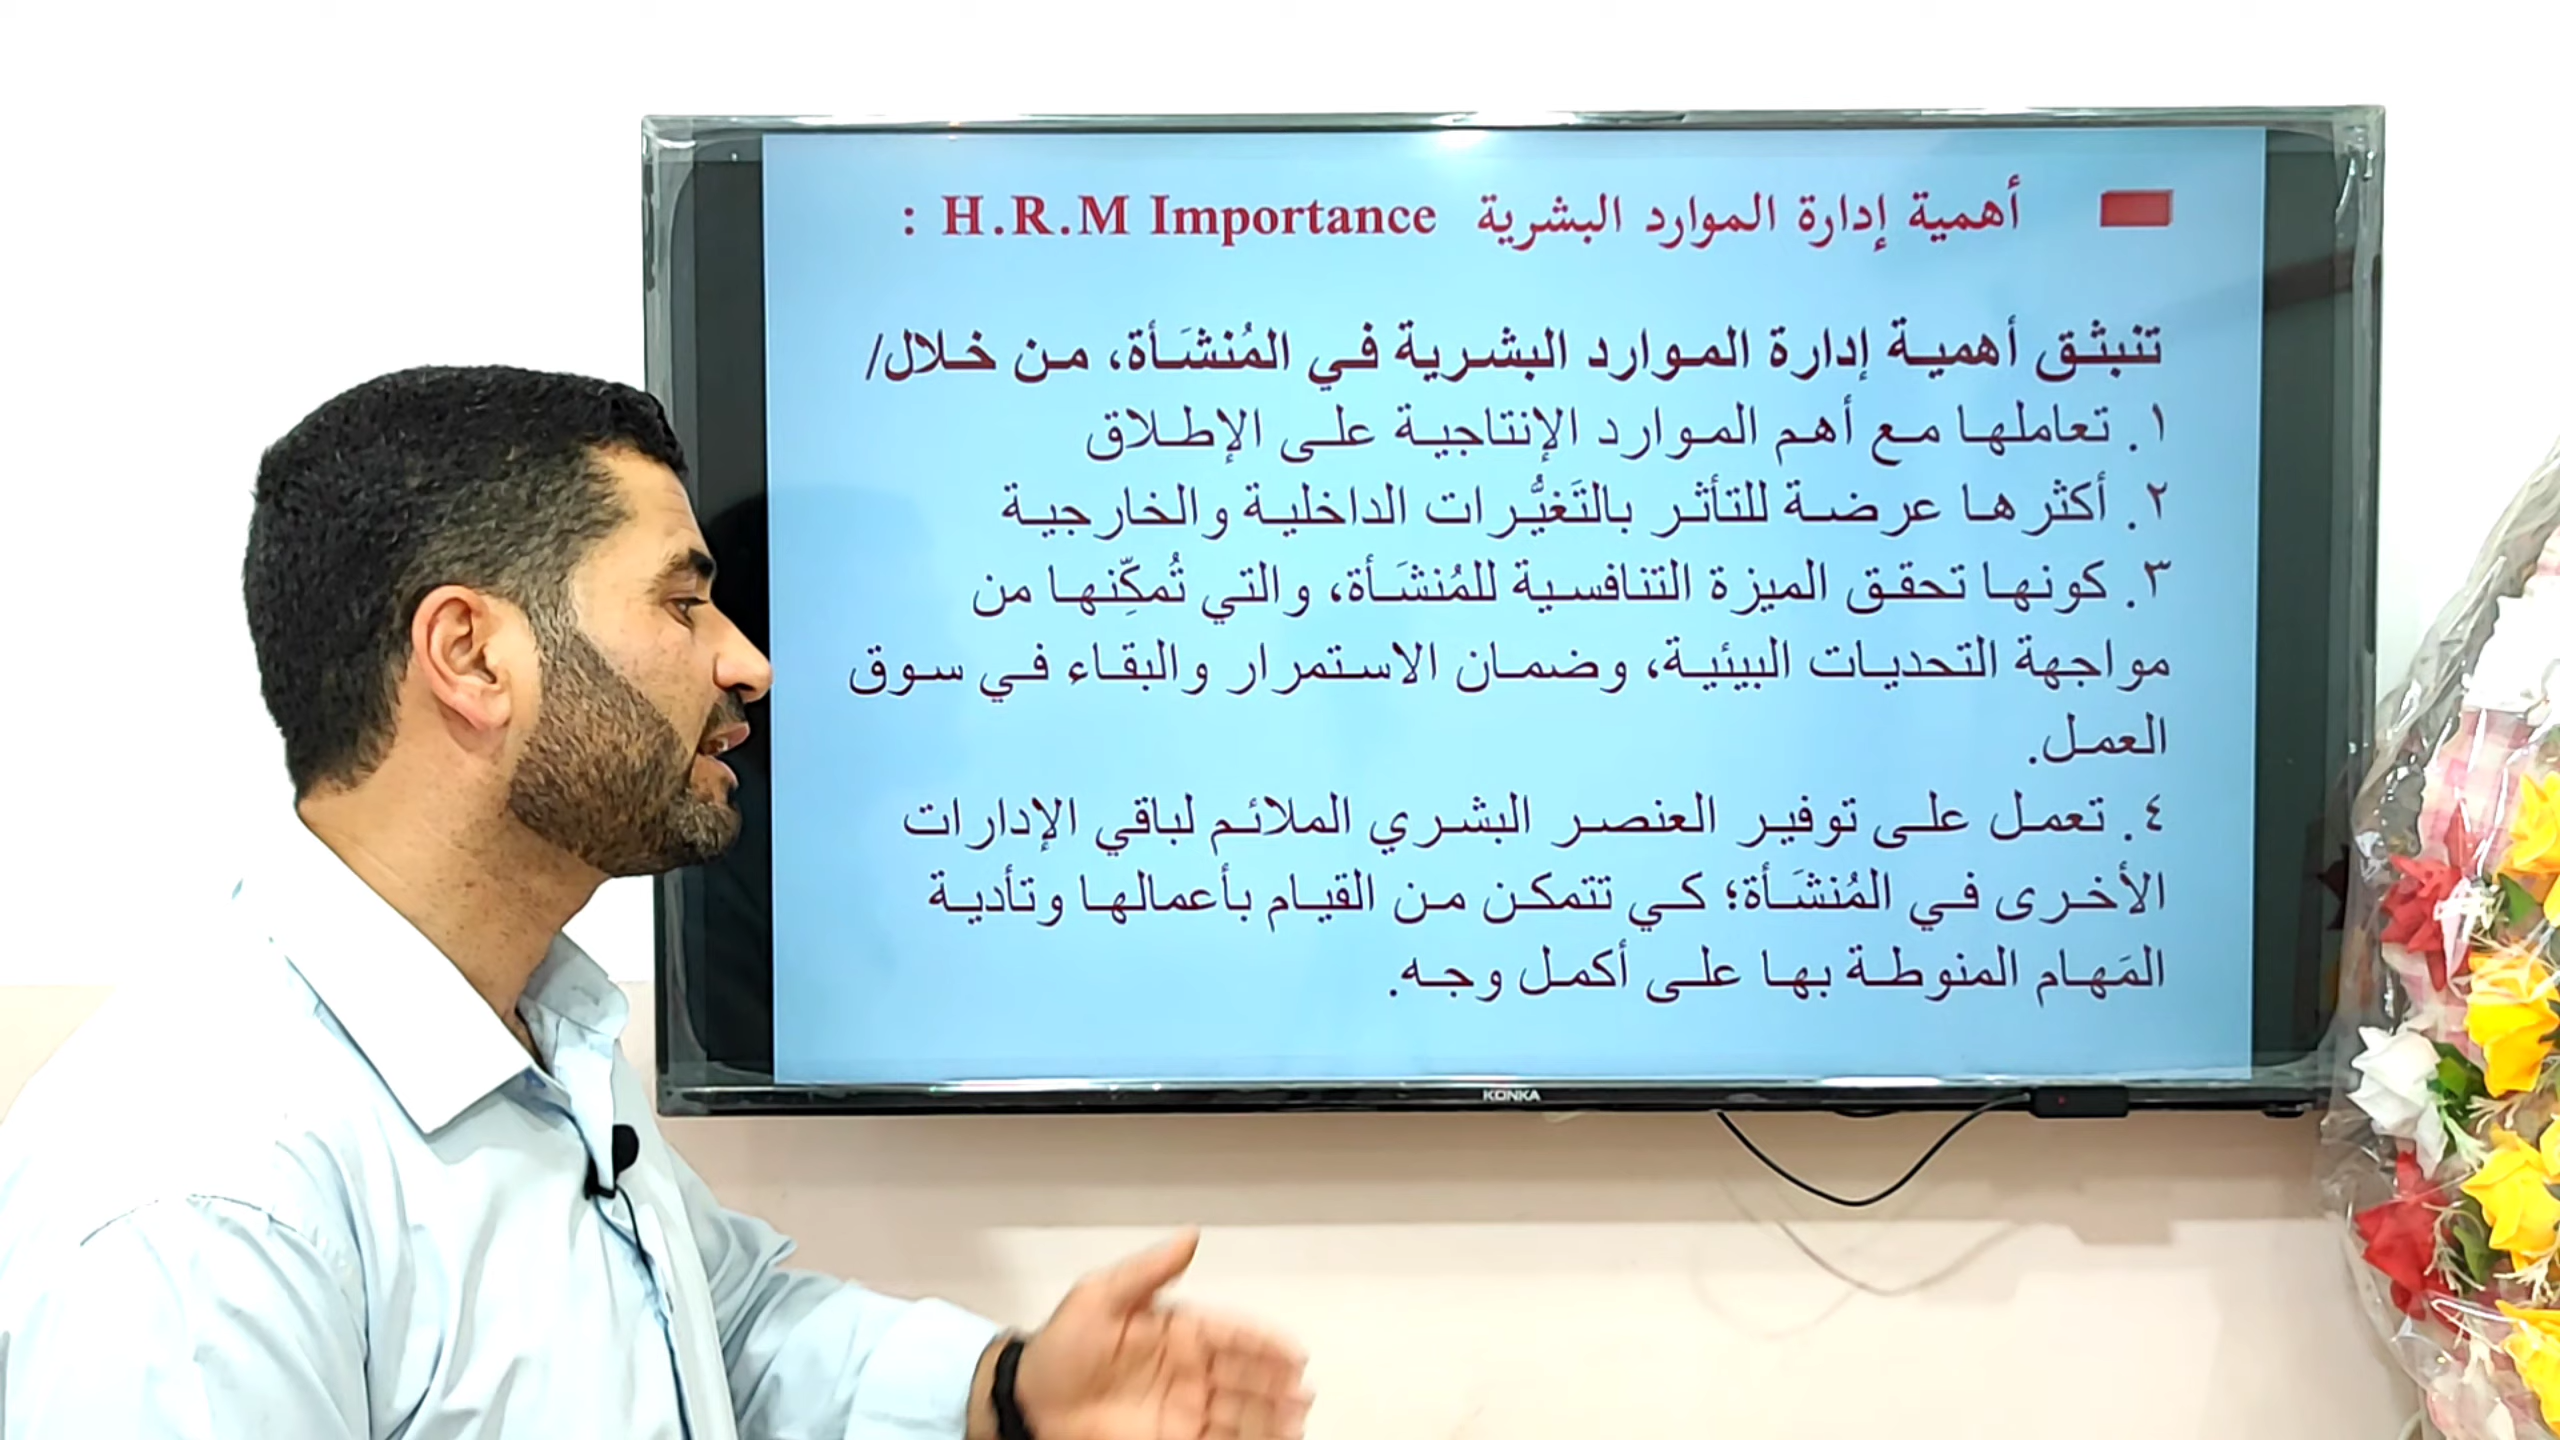 أهمية إدارة الموارد البشرية H.R.M Importance :
تنبثق أهمية إدارة الموارد البشرية في المُنشَأة، من خلال/
١. تعاملها مع أهم الموارد الإنتاجية على الإطلاق
٢. أكثرها عرضة للتأثر بالتَغيُّرات الداخلية والخارجية
٣. كونها تحقق الميزة التنافسية للمُنشَأة، والتي تُمكِّنها من
مواجهة التحديات البيئية، وضمان الاستمرار والبقاء في سوق
العمل.
٤. تعمل على توفير العنصر البشري الملائم لباقي الإدارات
الأخرى في المُنشَأة؛ كي تتمكن من القيام بأعمالها وتأدية
المَهام المنوطة بها على أكمل وجه.
KONKA